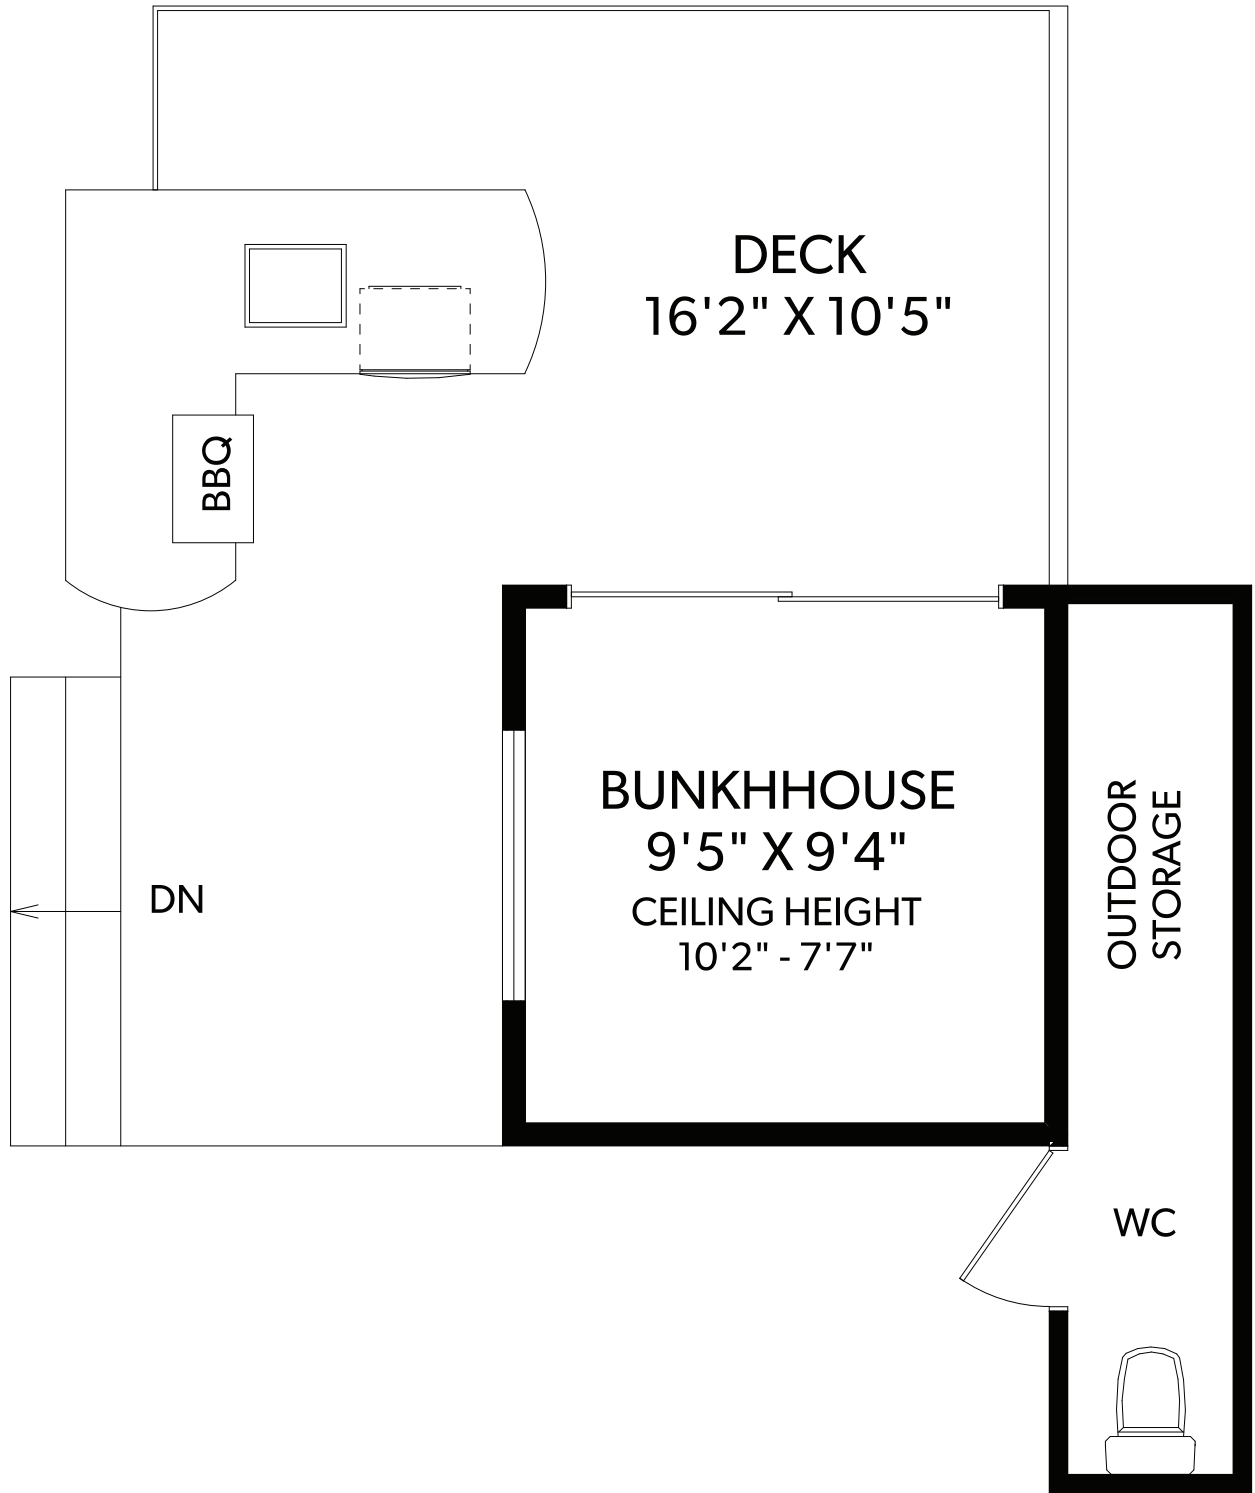 DECK
16'2" X 10'5"
BBQ
BUNKHHOUSE
9'5" X 9'4"
CEILING HEIGHT
10'2" - 7'7"
OUTDOOR
STORAGE
DN
WC